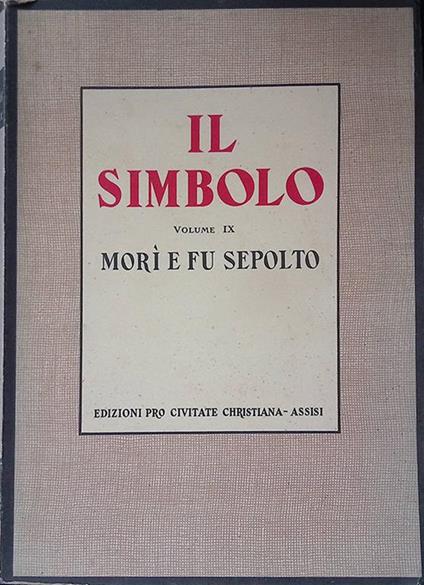 IL
SIMBOLO
VOLUME IX
MORÌ E FU SEPOLTO
EDIZIONI PRO CIVITATE CHRISTIANA - ASSISI